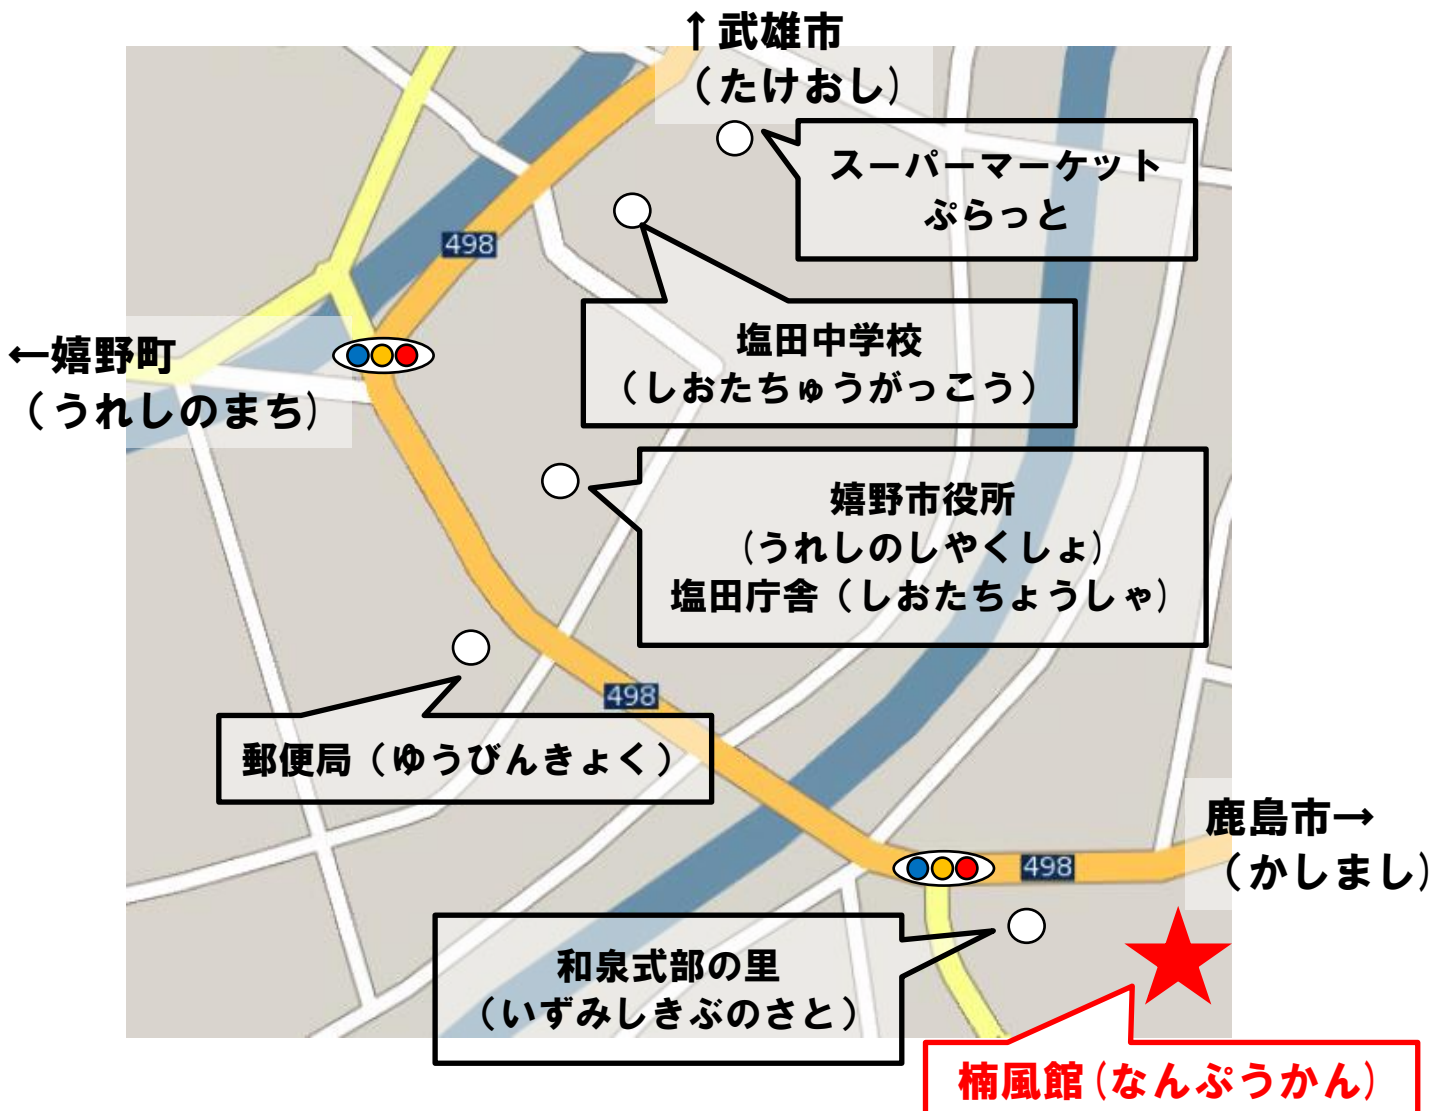 ↑武雄市
（たけおし）
スーパーマーケット
ぷらっと
498
←嬉野町
（うれしのまち）
塩田中学校
（しおたちゅうがっこう）
嬉野市役所
（うれしのしやくしょ）
塩田庁舎（しおたちょうしゃ）
498
郵便局（ゆうびんきょく）
鹿島市→
（かしまし）
498
和泉式部の里
（いずみしきぶのさと）
楠風館（なんぷうかん）